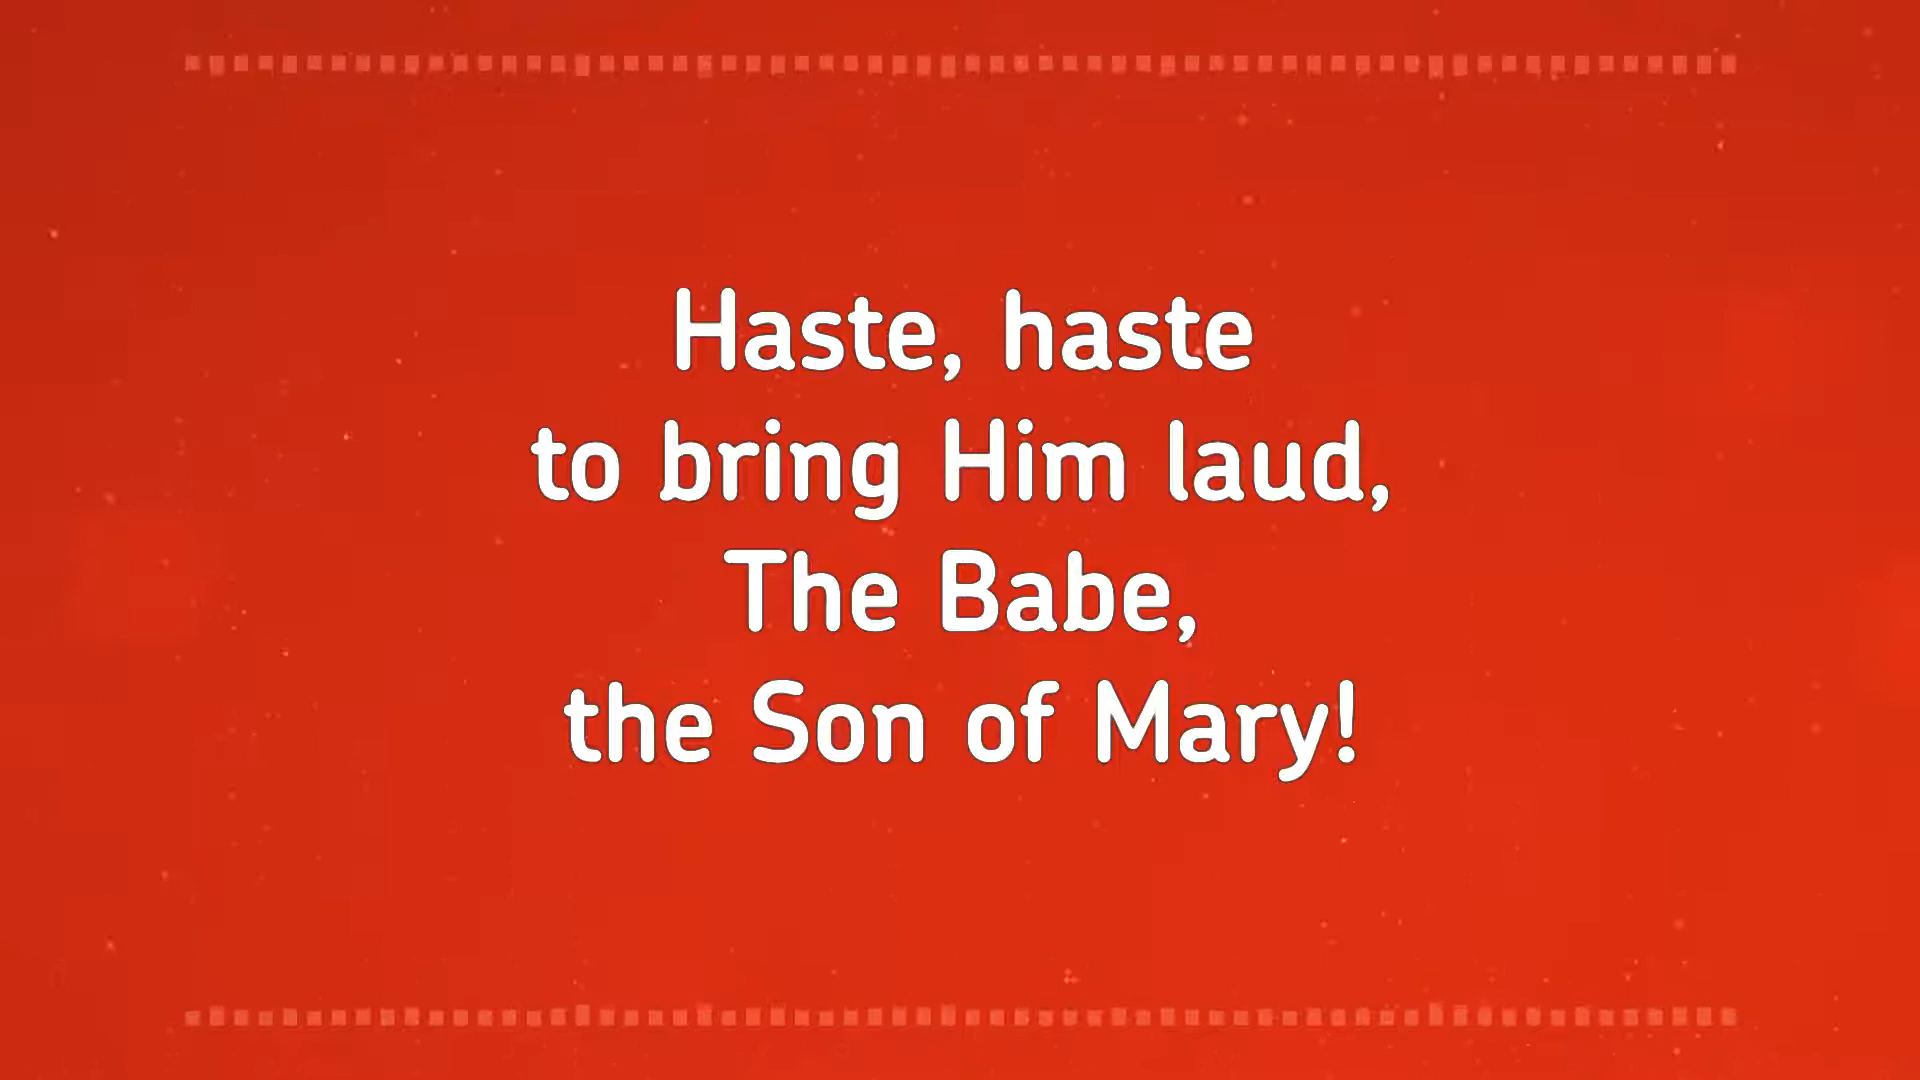 Haste, haste
to bring Him laud,
The Babe,
the Son of Mary!